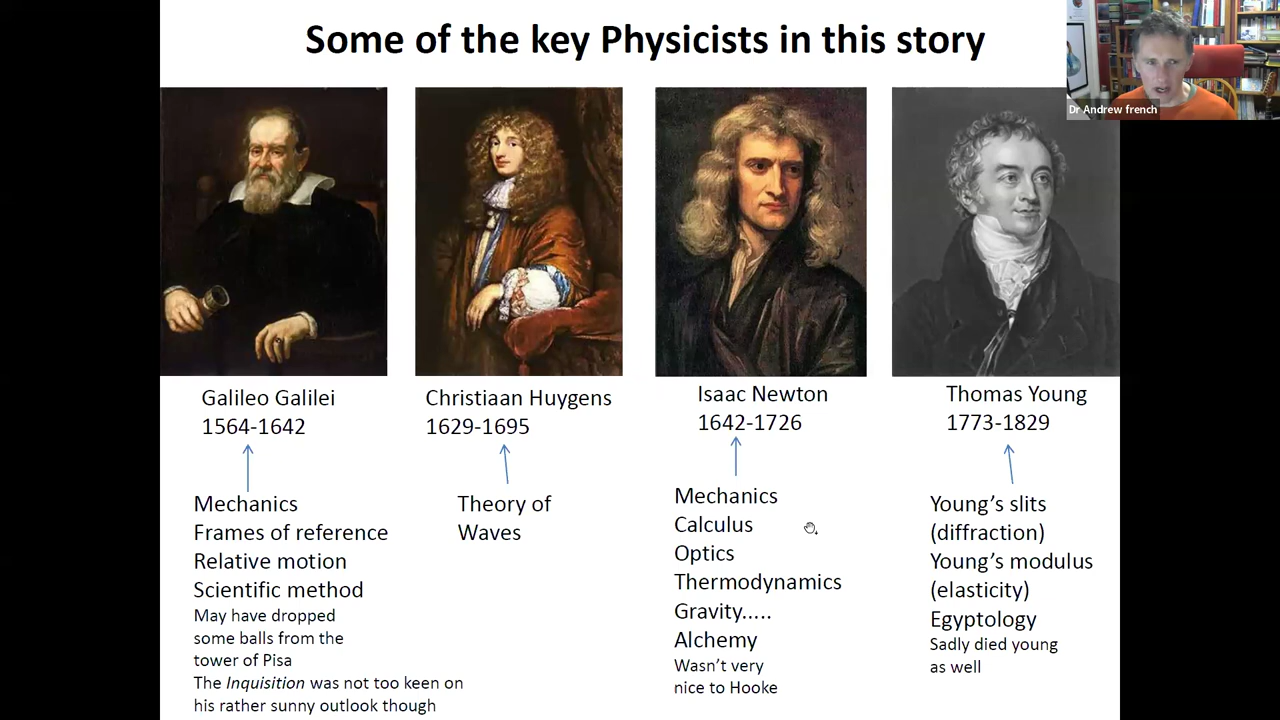 Some of the key Physicists in this story
Dr Andrew french
Galileo Galilei
1564-1642
Mechanics
Frames of reference
Relative motion
Scientific method
May have dropped
some balls from the
tower of Pisa
The Inquisition was not too keen on
his rather sunny outlook though
Christiaan Huygens
1629-1695
Theory of
Waves
Isaac Newton
1642-1726
Mechanics
Calculus
Optics
Thermodynamics
Gravity.....
Alchemy
Wasn’t very
nice to Hooke
Thomas Young
1773-1829
Young’s slits
(diffraction)
Young’s modulus
(elasticity)
Egyptology
Sadly died young
as well